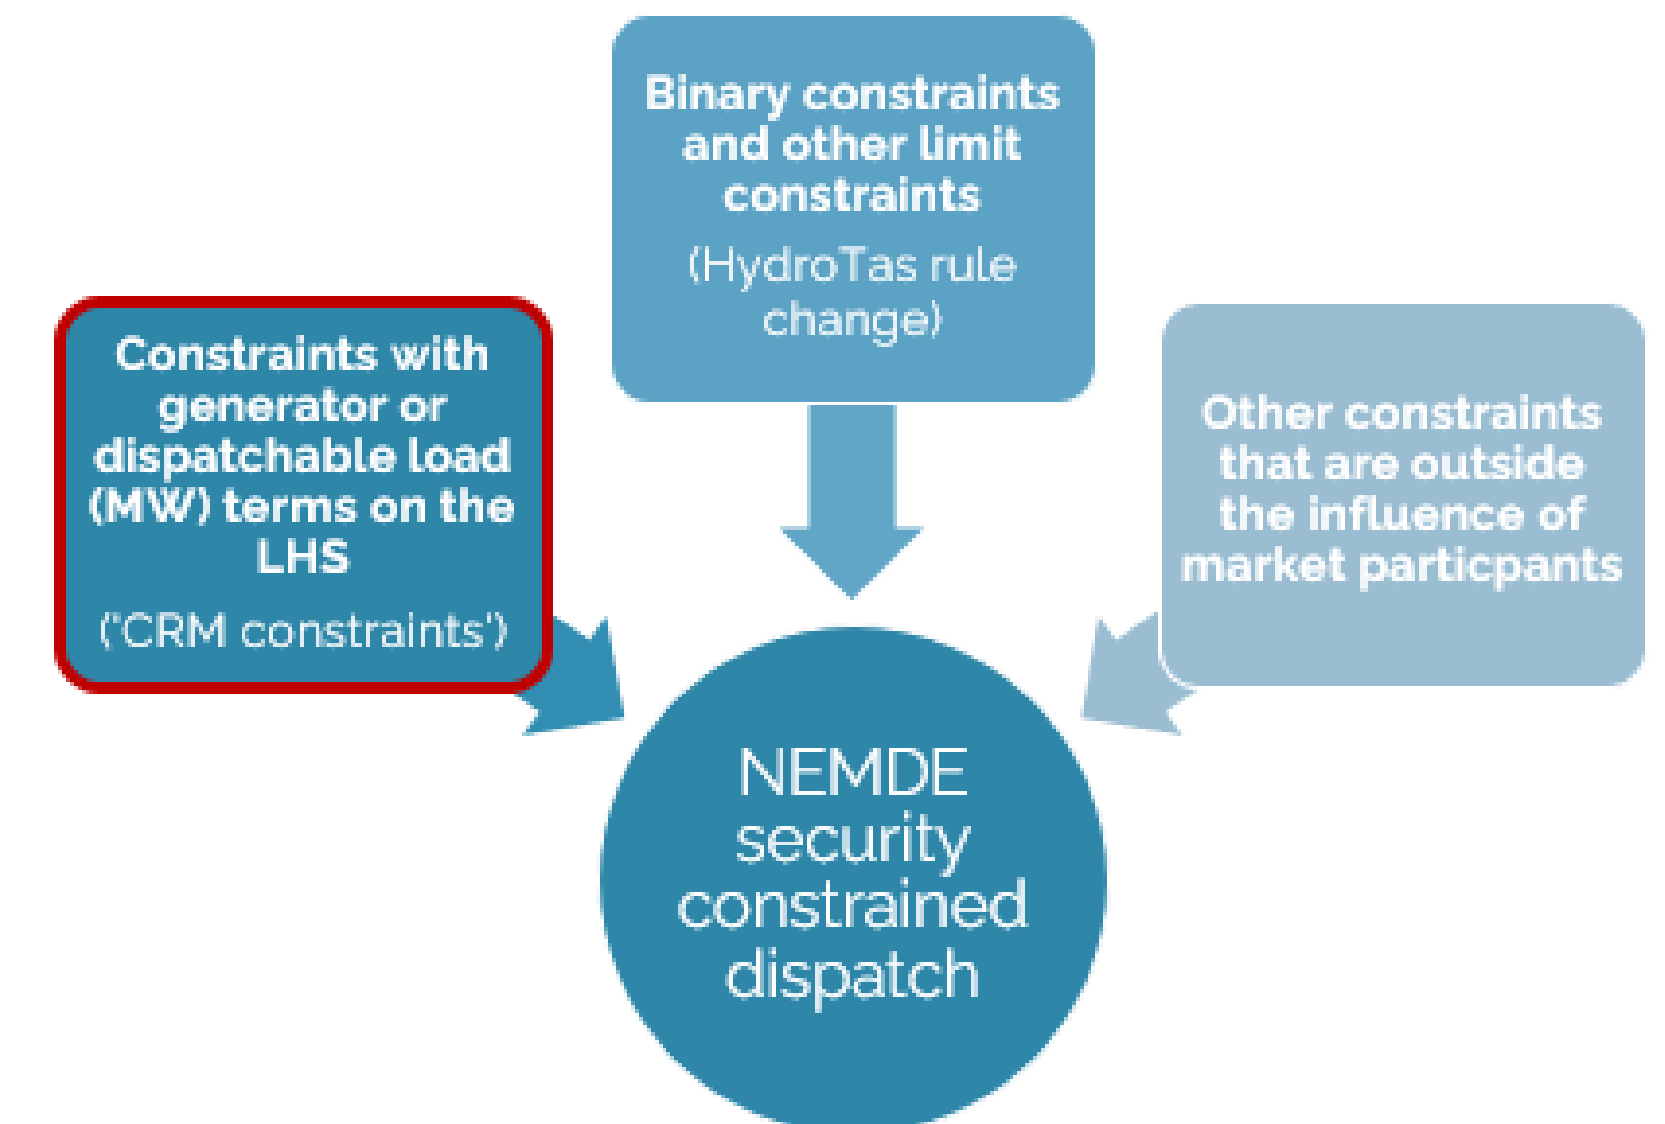 Binary constraints
and other limit
constraints
(HydroTas rule
change)
Constraints with
generator or
dispatchable load
(MW) terms on the
LHS
('CRM constraints')
Other constraints
that are outside
the influence of
market particpants
NEMDE
security
constrained
dispatch